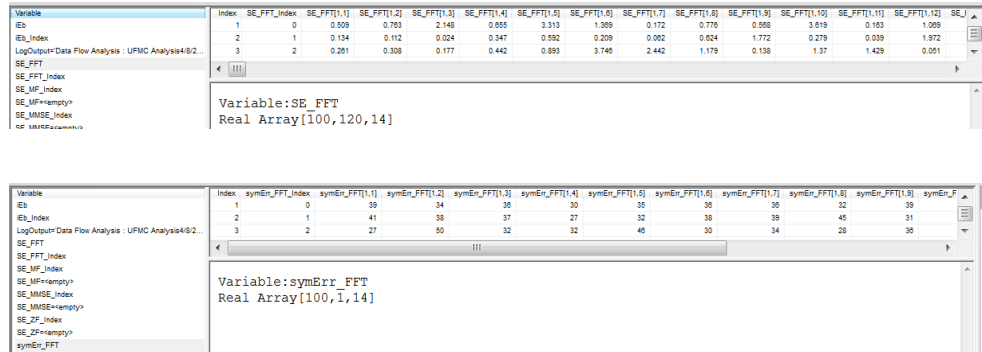 Variable
iEb
iEb_Index
LogOutput='Data Flow Analysis : UFMC Analysis4/8/2...
SE_FFT
SE_FFT_Index
SE_MF_Index
SE_MF=<empty>
SE_MMSE_Index
SE_MMSE=<empty>
Index SE_FFT_Index SE_FFT[1,1] SE_FFT[1,2] SE_FFT[1,3] SE_FFT[1,4] SE_FFT[1,5] SE_FFT[1,6] SE_FFT[1,7] SE_FFT[1,8] SE_FFT[1,9] SE_FFT[1,10] SE_FFT[1,11] SE_FFT[1,12] SE_
1 0 0.509 0.763 2.148 0.655 3.313 1.369 0.172 0.776 0.568 3.619 0.163 1.069
2 1 0.134 0.112 0.024 0.347 0.592 0.209 0.062 0.624 1.772 0.279 0.039 1.972
3 2 0.261 0.308 0.177 0.442 0.893 3.746 2.442 1.179 0.138 1.37 1.429 0.051
Variable:SE_FFT
Real Array[100,120,14]
Variable
iEb
iEb_Index
LogOutput='Data Flow Analysis : UFMC Analysis4/8/2...
SE_FFT
SE_FFT_Index
SE_MF_Index
SE_MF=<empty>
SE_MMSE_Index
SE_MMSE=<empty>
SE_ZF_Index
SE_ZF=<empty>
symErr_FFT
Index symErr_FFT_Index symErr_FFT[1,1] symErr_FFT[1,2] symErr_FFT[1,3] symErr_FFT[1,4] symErr_FFT[1,5] symErr_FFT[1,6] symErr_FFT[1,7] symErr_FFT[1,8] symErr_FFT[1,9] symErr_F
1 0 39 34 36 30 35 36 36 32 39
2 1 41 38 37 27 32 38 39 45 31
3 2 27 50 32 32 46 30 34 28 36
Variable:symErr_FFT
Real Array[100,1,14]